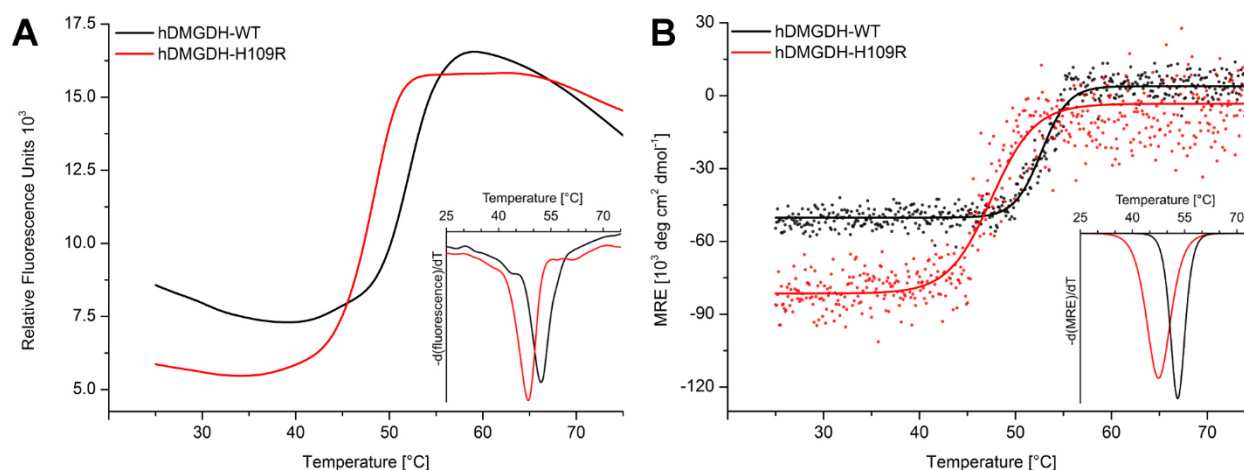 A
hDMGDH-WT
hDMGDH-H109R
Relative Fluorescence Units 10³
17.5
15.0
12.5
10.0
7.5
5.0
30 40 50 60 70
Temperature [°C]
Temperature [°C]
25 40 55 70
-d(fluorescence)/dT
B
hDMGDH-WT
hDMGDH-H109R
MRE [10³ deg cm² dmol⁻¹]
30
0
-30
-60
-90
-120
30 40 50 60 70
Temperature [°C]
Temperature [°C]
25 40 55 70
-d(MRE)/dT